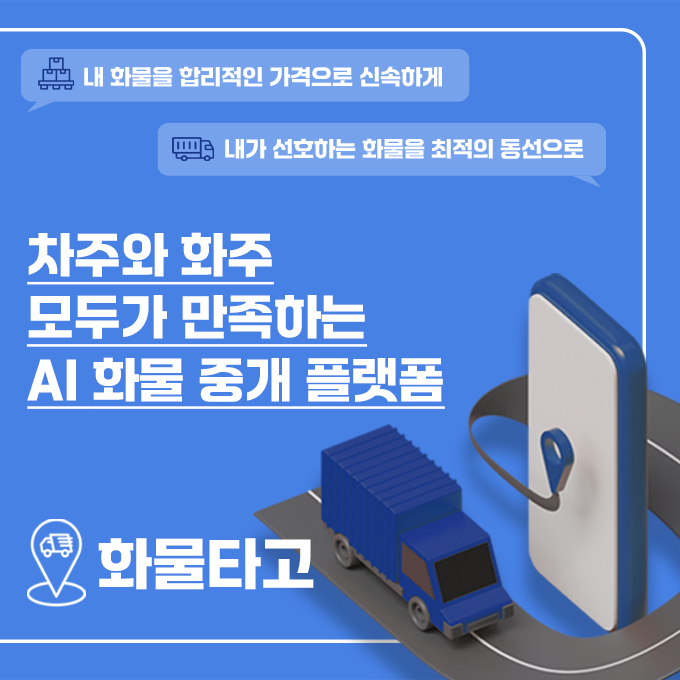 내 화물을 합리적인 가격으로 신속하게
내가 선호하는 화물을 최적의 동선으로
차주와 화주
모두가 만족하는
AI 화물 중개 플랫폼
화물타고